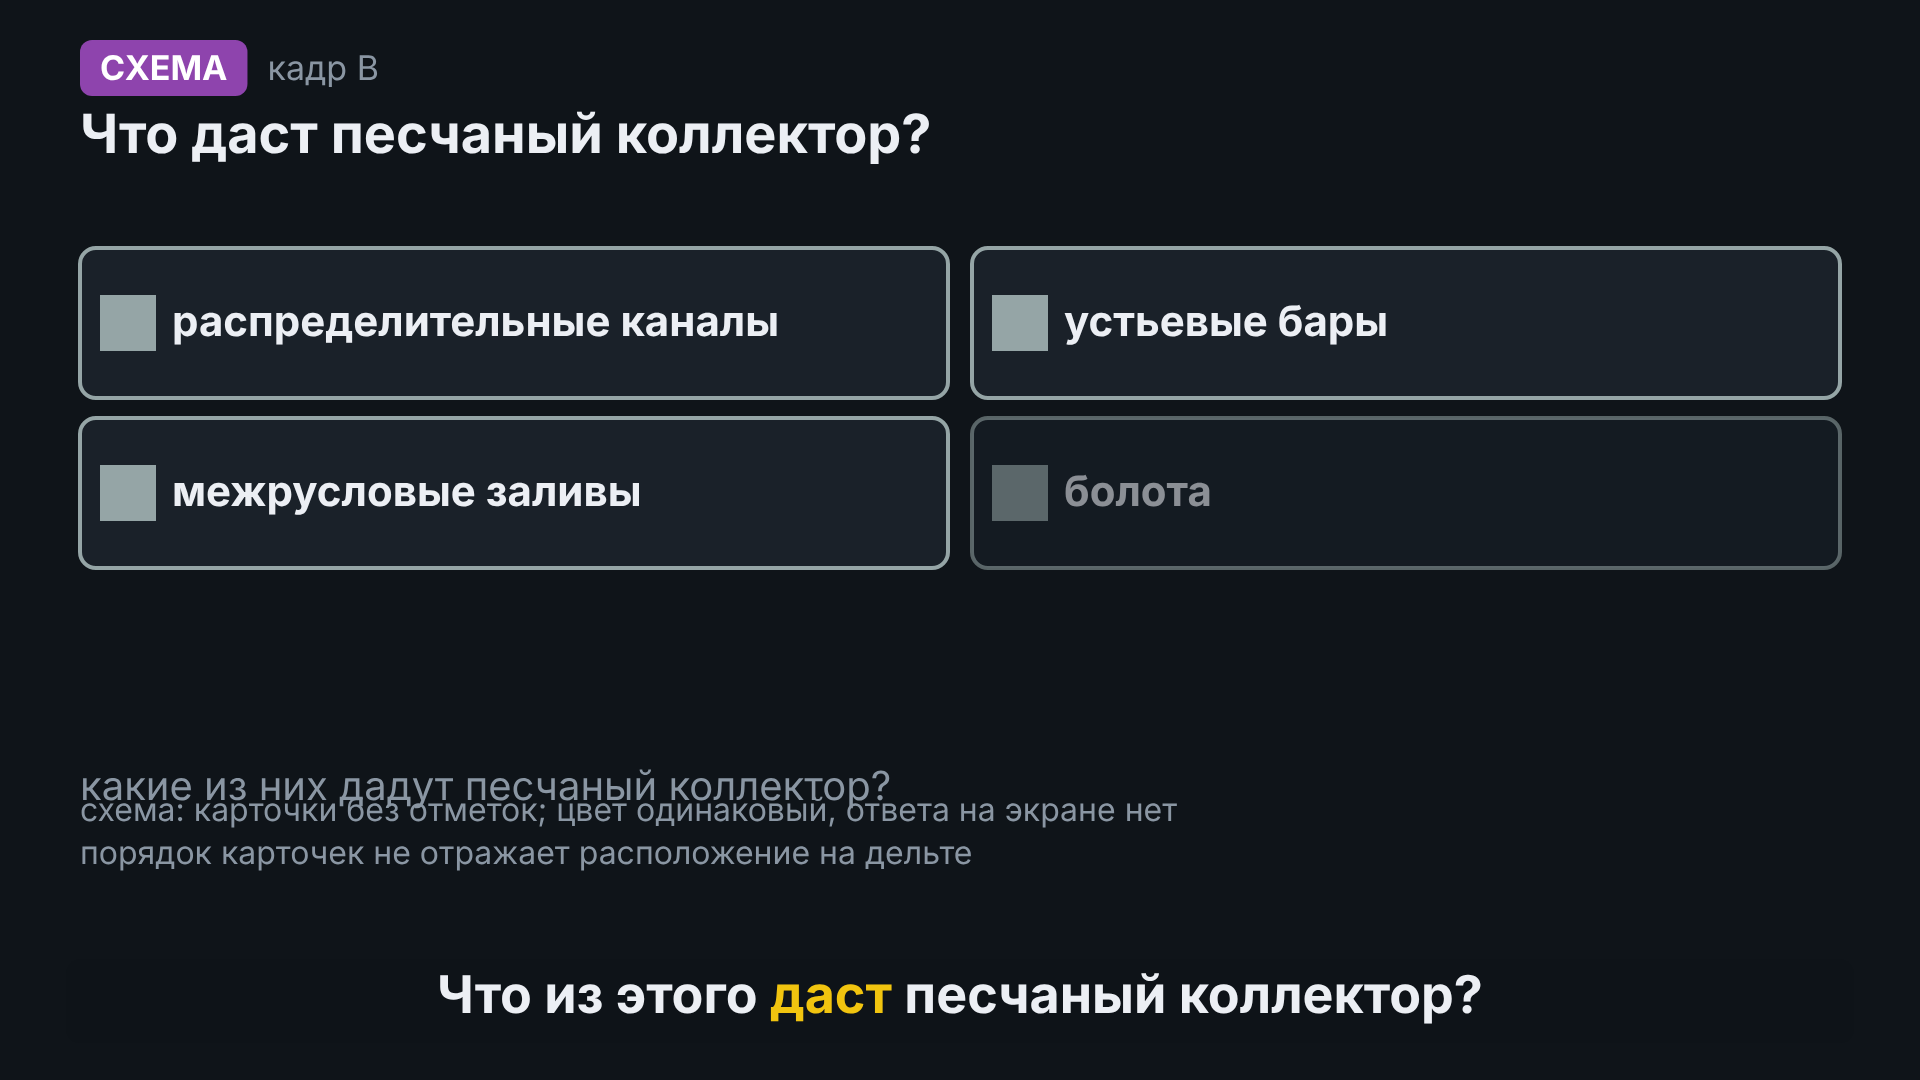 СХЕМА кадр B
Что даст песчаный коллектор?
распределительные каналы
устьевые бары
межрусловые заливы
болота
какие из них дадут песчаный коллектор?
схема: карточки без отметок; цвет одинаковый, ответа на экране нет
порядок карточек не отражает расположение на дельте
Что из этого даст песчаный коллектор?